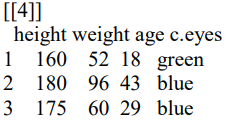 [[4]]
height weight age c.eyes
1 160 52 18 green
2 180 96 43 blue
3 175 60 29 blue